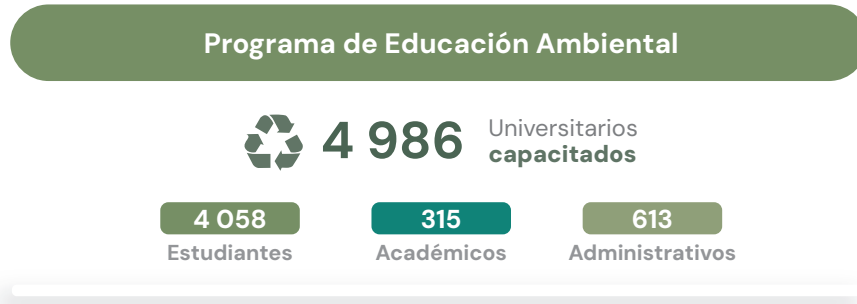 Programa de Educación Ambiental
4 986
Universitarios
capacitados
4 058
315
613
Estudiantes
Académicos
Administrativos